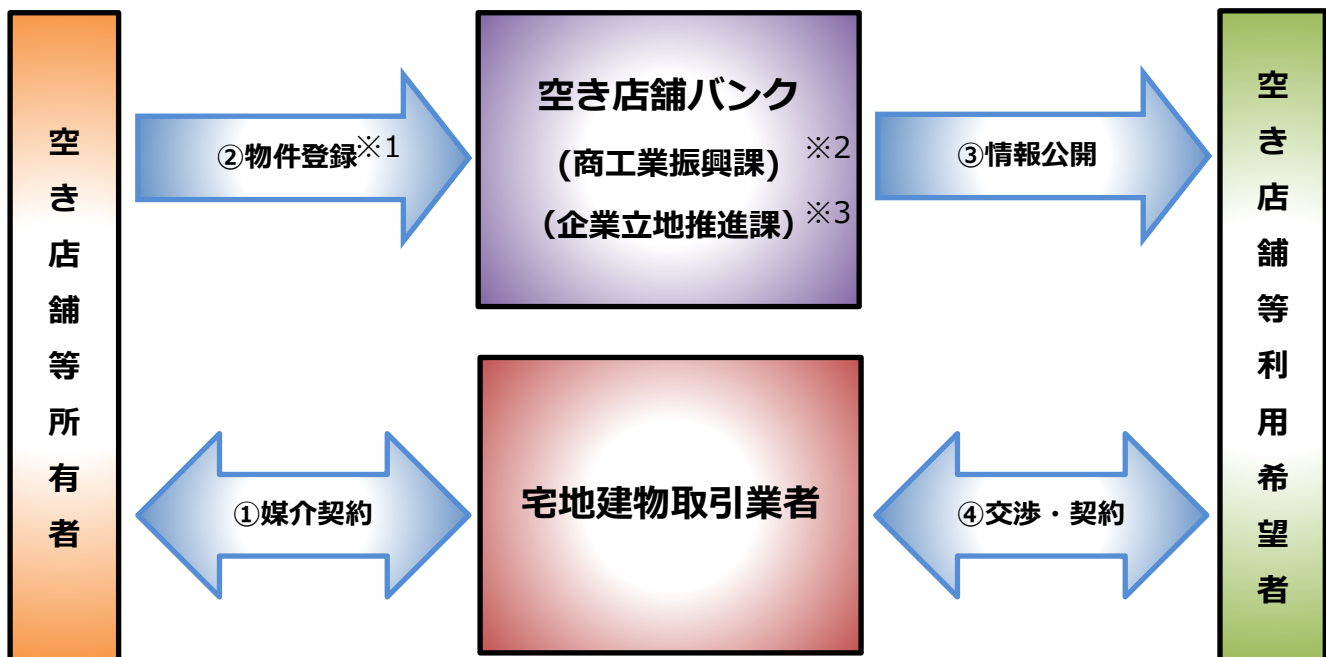 空き店舗等所有者
②物件登録※1
空き店舗バンク
(商工業振興課) ※2
(企業立地推進課) ※3
③情報公開
①媒介契約
宅地建物取引業者
④交渉・契約
空き店舗等利用希望者